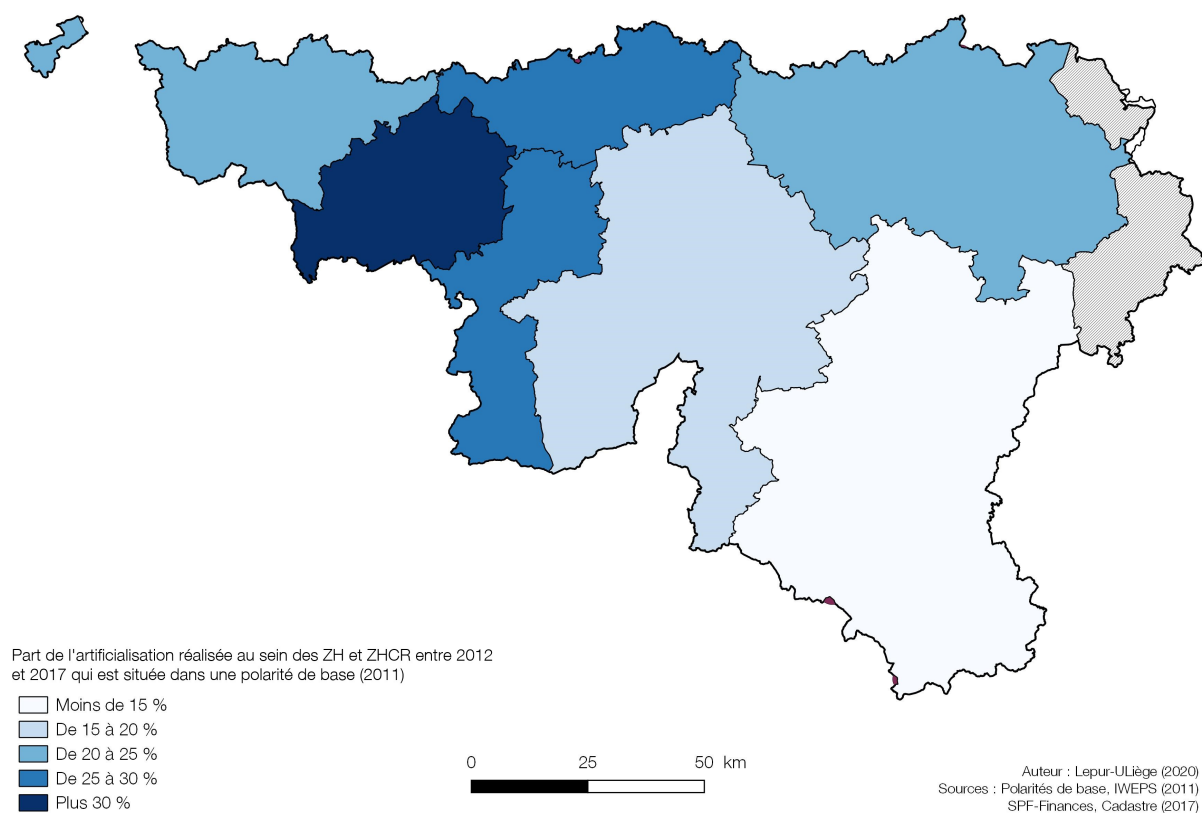 Part de l'artificialisation réalisée au sein des ZH et ZHCR entre 2012
et 2017 qui est située dans une polarité de base (2011)
Moins de 15 %
De 15 à 20 %
De 20 à 25 %
De 25 à 30 %
Plus 30 %
0 25 50 km
Auteur : Lepur-ULiège (2020)
Sources : Polarités de base, IWEPS (2011)
SPF-Finances, Cadastre (2017)